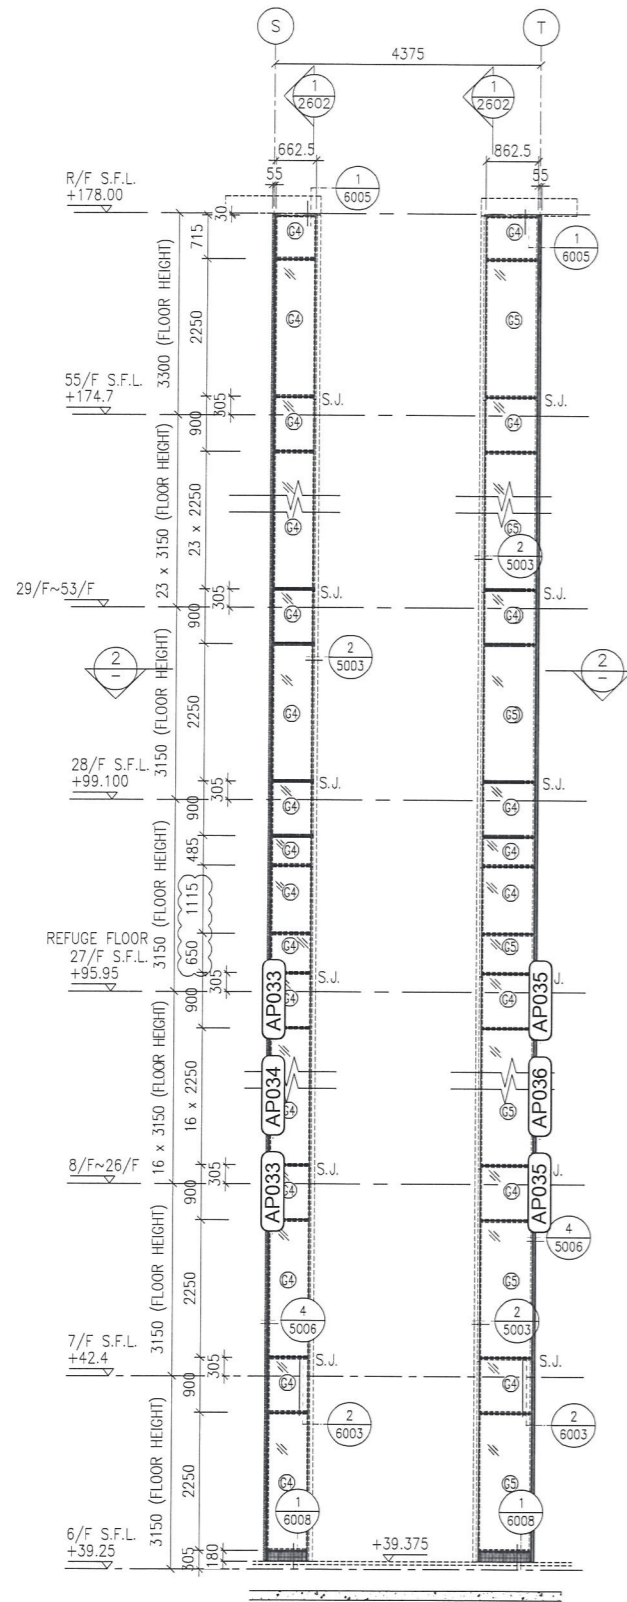 S
T
4375
1
2602
1
2602
662.5
862.5
55
55
1
6005
1
6005
R/F S.F.L.
+178.00
30
715
G4
G4
3300 (FLOOR HEIGHT)
2250
G4
G5
55/F S.F.L.
+174.7
305
S.J.
S.J.
900
G4
G4
23 x 3150 (FLOOR HEIGHT)
23 x 2250
G4
G5
2
5003
29/F~53/F
305
S.J.
S.J.
900
G4
G4
2
5003
2
-
2
-
3150 (FLOOR HEIGHT)
2250
G4
G5
28/F S.F.L.
+99.100
305
S.J.
S.J.
900
G4
G4
485
G4
G4
3150 (FLOOR HEIGHT)
1115
G4
G4
650
G4
G5
REFUGE FLOOR
27/F S.F.L.
+95.95
305
S.J.
J.
900
AP033
G4
G4
AP035
16 x 3150 (FLOOR HEIGHT)
16 x 2250
AP034
G4
G5
AP036
8/F~26/F
305
S.J.
J.
900
AP033
G4
G4
AP035
4
5006
3150 (FLOOR HEIGHT)
2250
G4
G5
4
5006
2
5003
7/F S.F.L.
+42.4
305
S.J.
S.J.
900
G4
G4
2
6003
2
6003
3150 (FLOOR HEIGHT)
2250
G4
G5
1
6008
1
6008
6/F S.F.L.
+39.25
305
180
+39.375